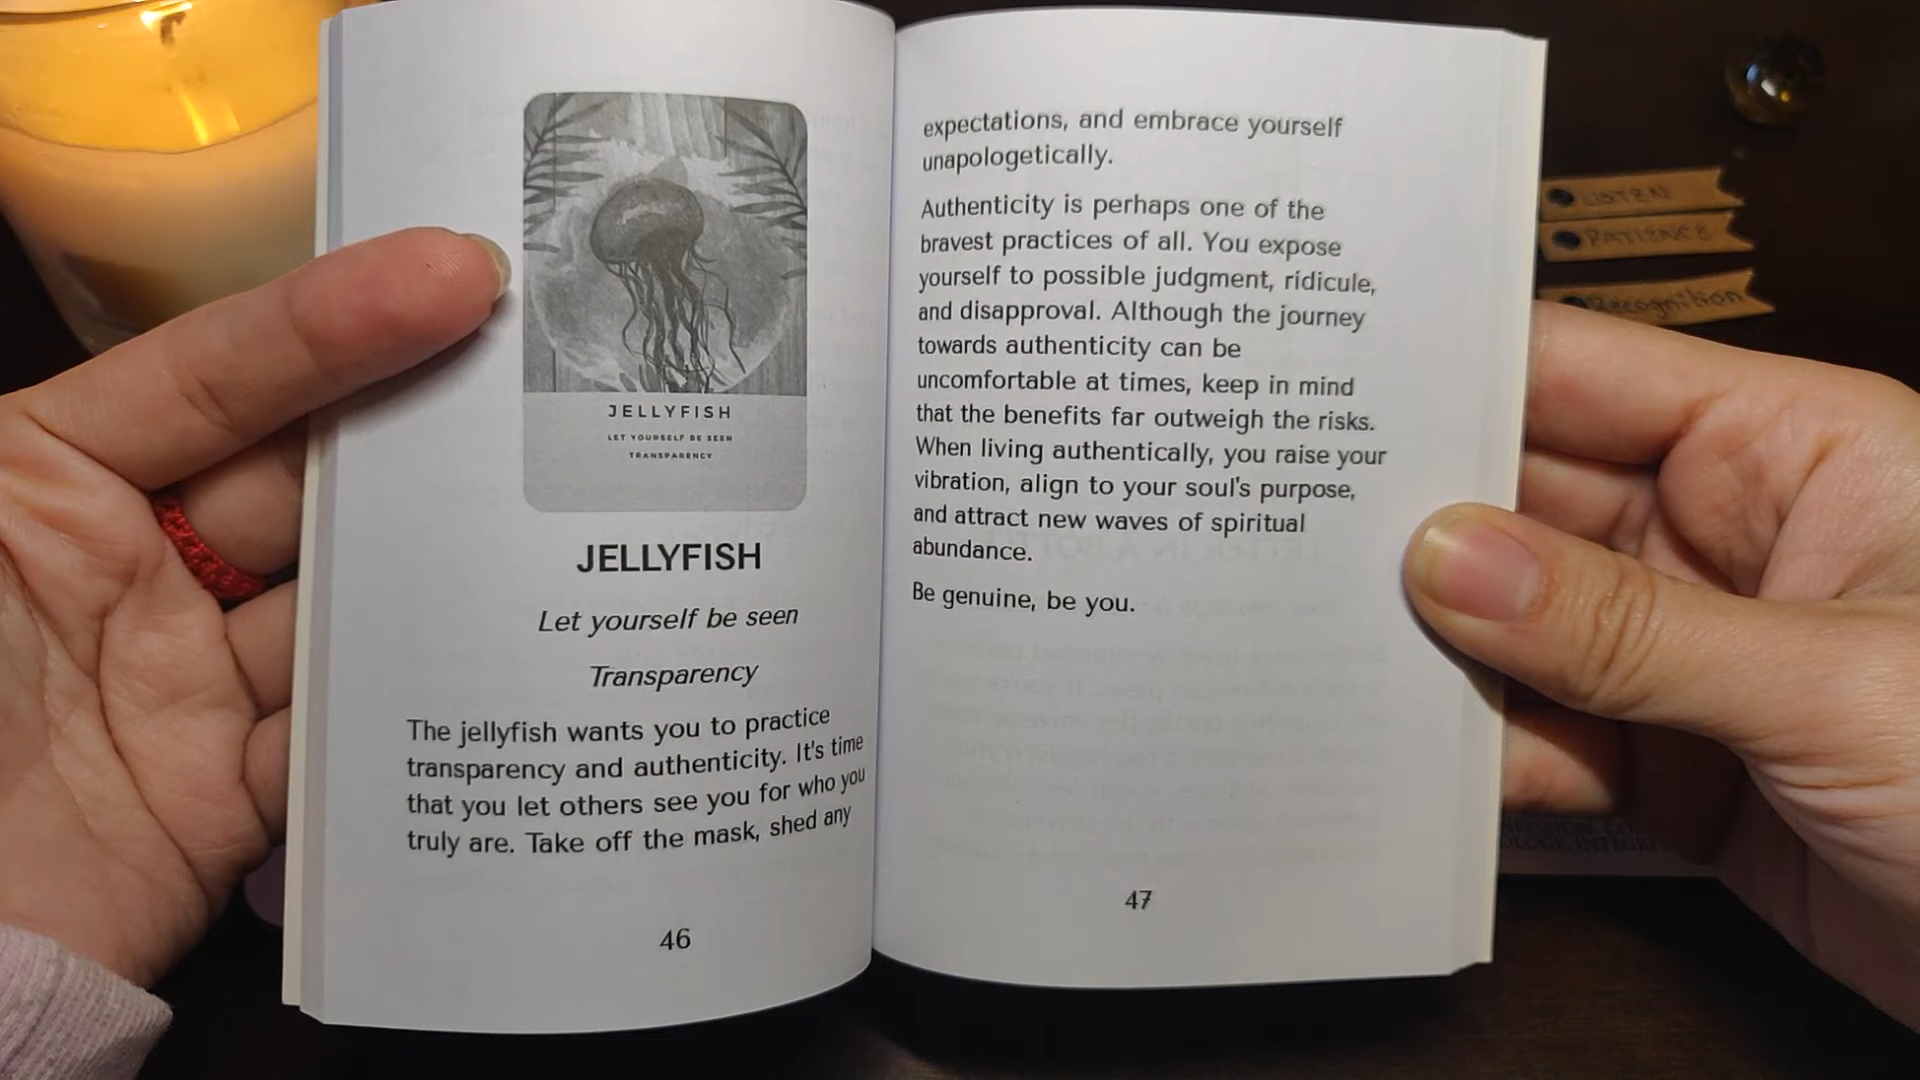 JELLYFISH
LET YOURSELF BE SEEN
TRANSPARENCY
JELLYFISH
Let yourself be seen
Transparency
The jellyfish wants you to practice
transparency and authenticity. It's time
that you let others see you for who you
truly are. Take off the mask, shed any
46
expectations, and embrace yourself
unapologetically.
Authenticity is perhaps one of the
bravest practices of all. You expose
yourself to possible judgment, ridicule,
and disapproval. Although the journey
towards authenticity can be
uncomfortable at times, keep in mind
that the benefits far outweigh the risks.
When living authentically, you raise your
vibration, align to your soul's purpose,
and attract new waves of spiritual
abundance.
Be genuine, be you.
47
LISTEN
PATIENCE
Recognition